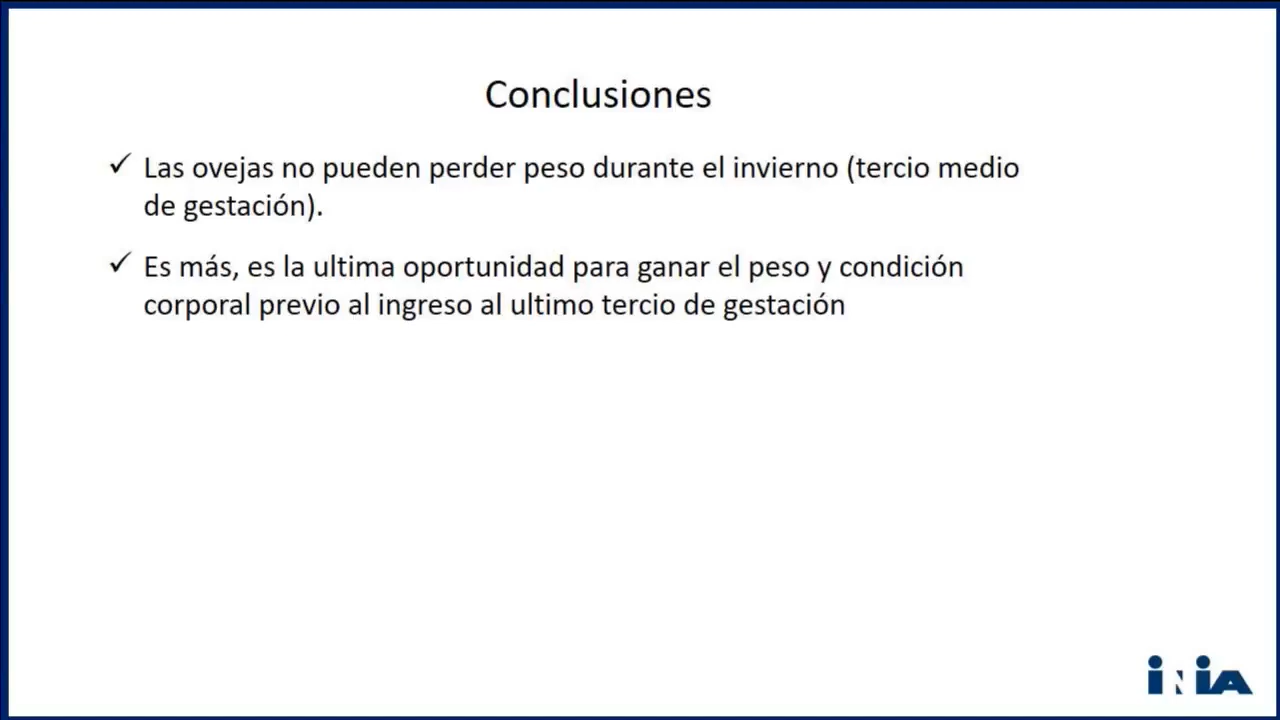 Conclusiones
✓ Las ovejas no pueden perder peso durante el invierno (tercio medio
de gestación).
✓ Es más, es la ultima oportunidad para ganar el peso y condición
corporal previo al ingreso al ultimo tercio de gestación
iNiA